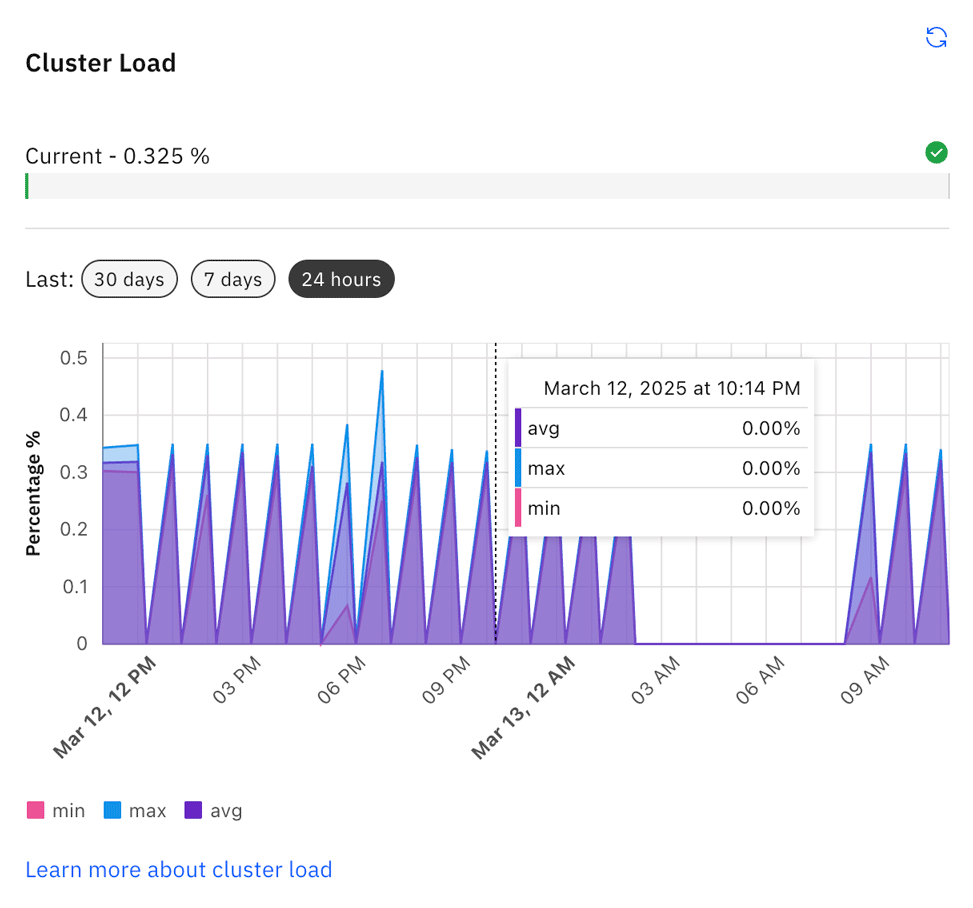 Cluster Load
Current - 0.325 %
Last: 30 days 7 days 24 hours
Percentage %
0.5
0.4
0.3
0.2
0.1
0
March 12, 2025 at 10:14 PM
avg 0.00%
max 0.00%
min 0.00%
Mar 12, 12 PM
03 PM
06 PM
09 PM
Mar 13, 12 AM
03 AM
06 AM
09 AM
min max avg
Learn more about cluster load